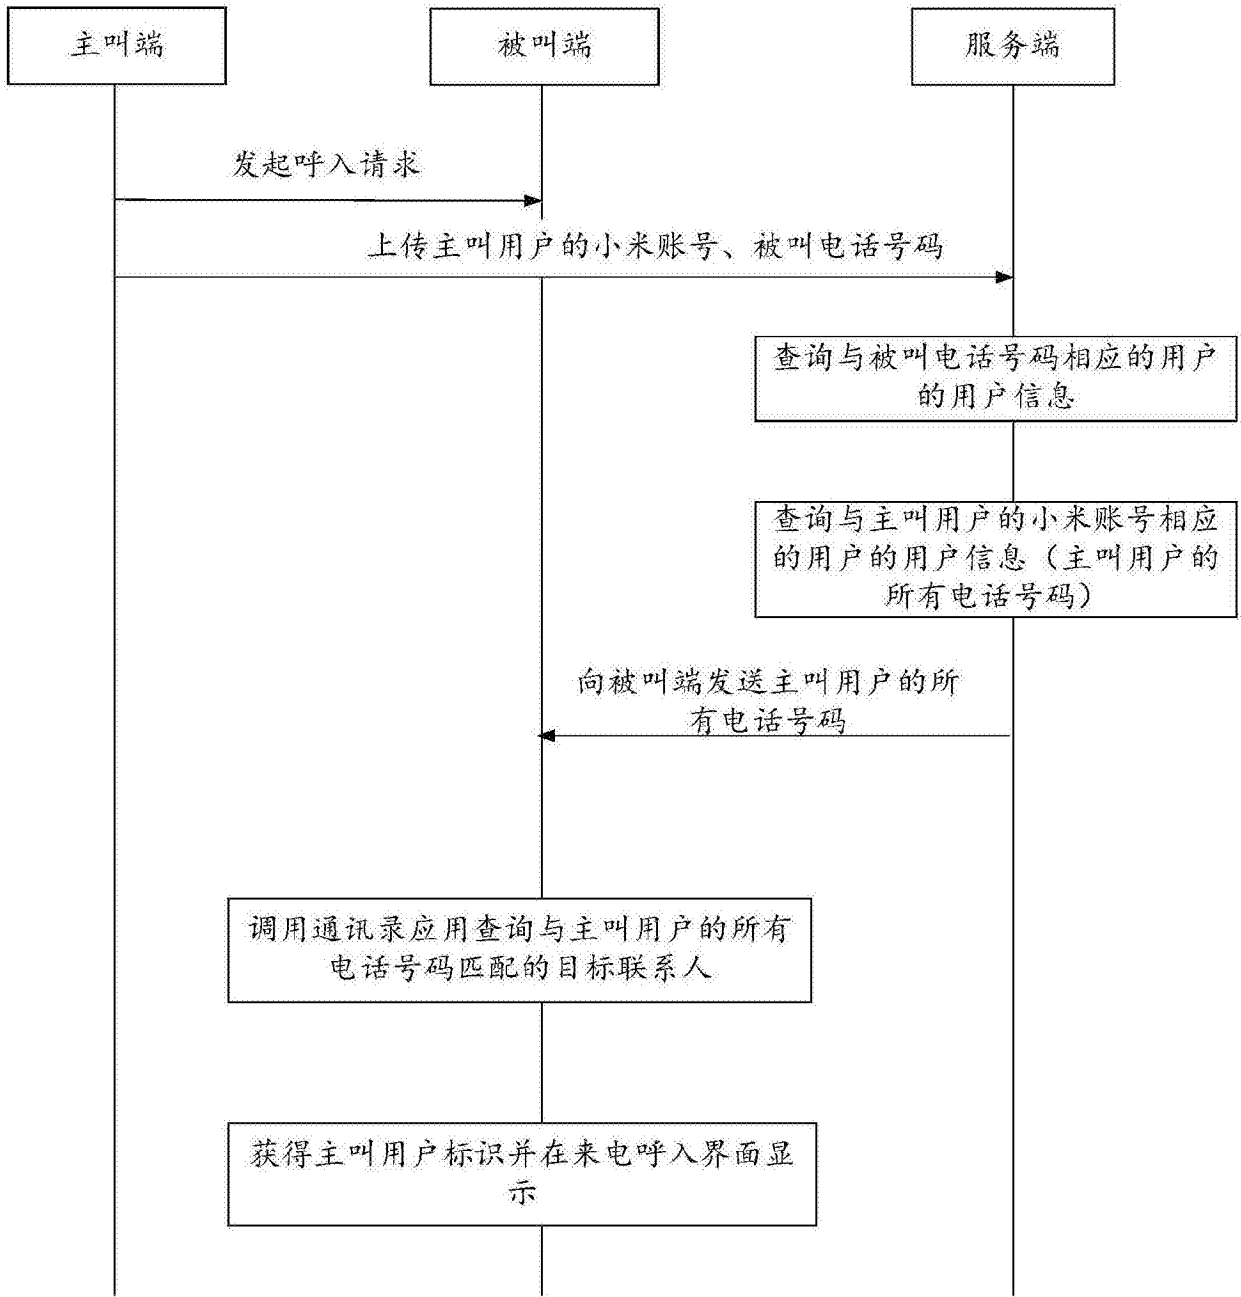 主叫端
被叫端
服务端
发起呼入请求
上传主叫用户的小米账号、被叫电话号码
查询与被叫电话号码相应的用户
的用户信息
查询与主叫用户的小米账号相应
的用户的用户信息（主叫用户的
所有电话号码）
向被叫端发送主叫用户的所
有电话号码
调用通讯录应用查询与主叫用户的所有
电话号码匹配的目标联系人
获得主叫用户标识并在来电呼入界面显
示